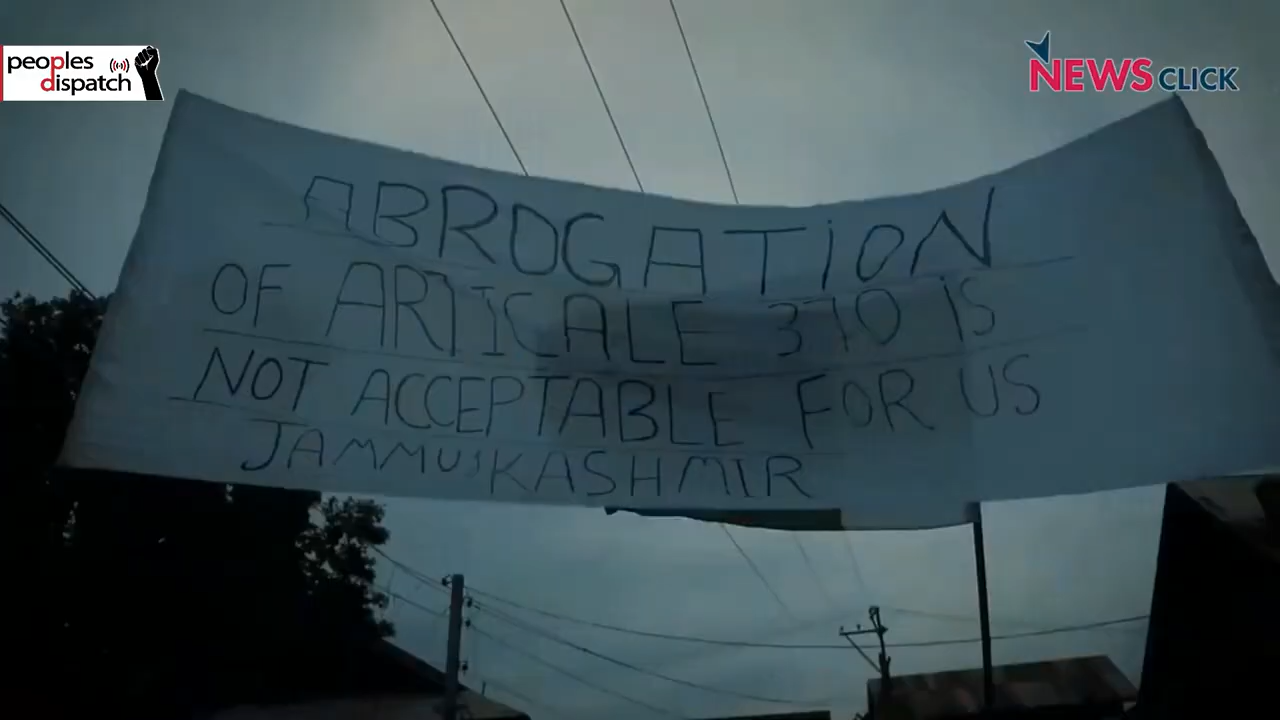 peoples
dispatch
NEWSCLICK
ABROGATION
OF ARTICALE 370 IS
NOT ACCEPTABLE FOR US
JAMMU&KASHMIR